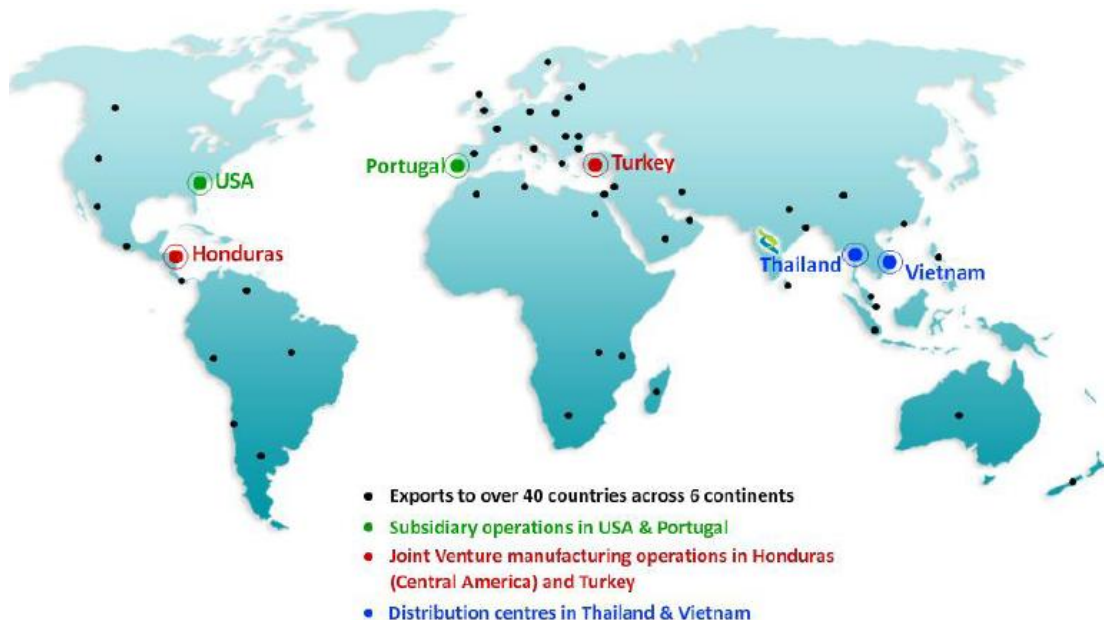 Portugal
Turkey
USA
Honduras
Thailand
Vietnam
Exports to over 40 countries across 6 continents
Subsidiary operations in USA & Portugal
Joint Venture manufacturing operations in Honduras
(Central America) and Turkey
Distribution centres in Thailand & Vietnam